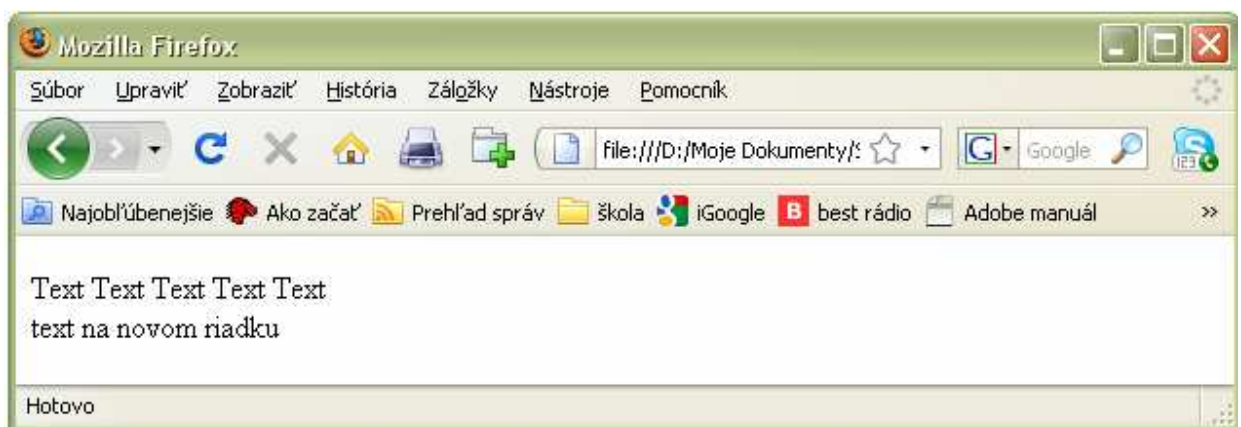 Mozilla Firefox
Súbor Upraviť Zobraziť História Záložky Nástroje Pomocník
file:///D:/Moje Dokumenty/ G Google 123
Najobľúbenejšie Ako začať Prehľad správ škola iGoogle B best rádio Adobe manuál »
Text Text Text Text Text
text na novom riadku
Hotovo